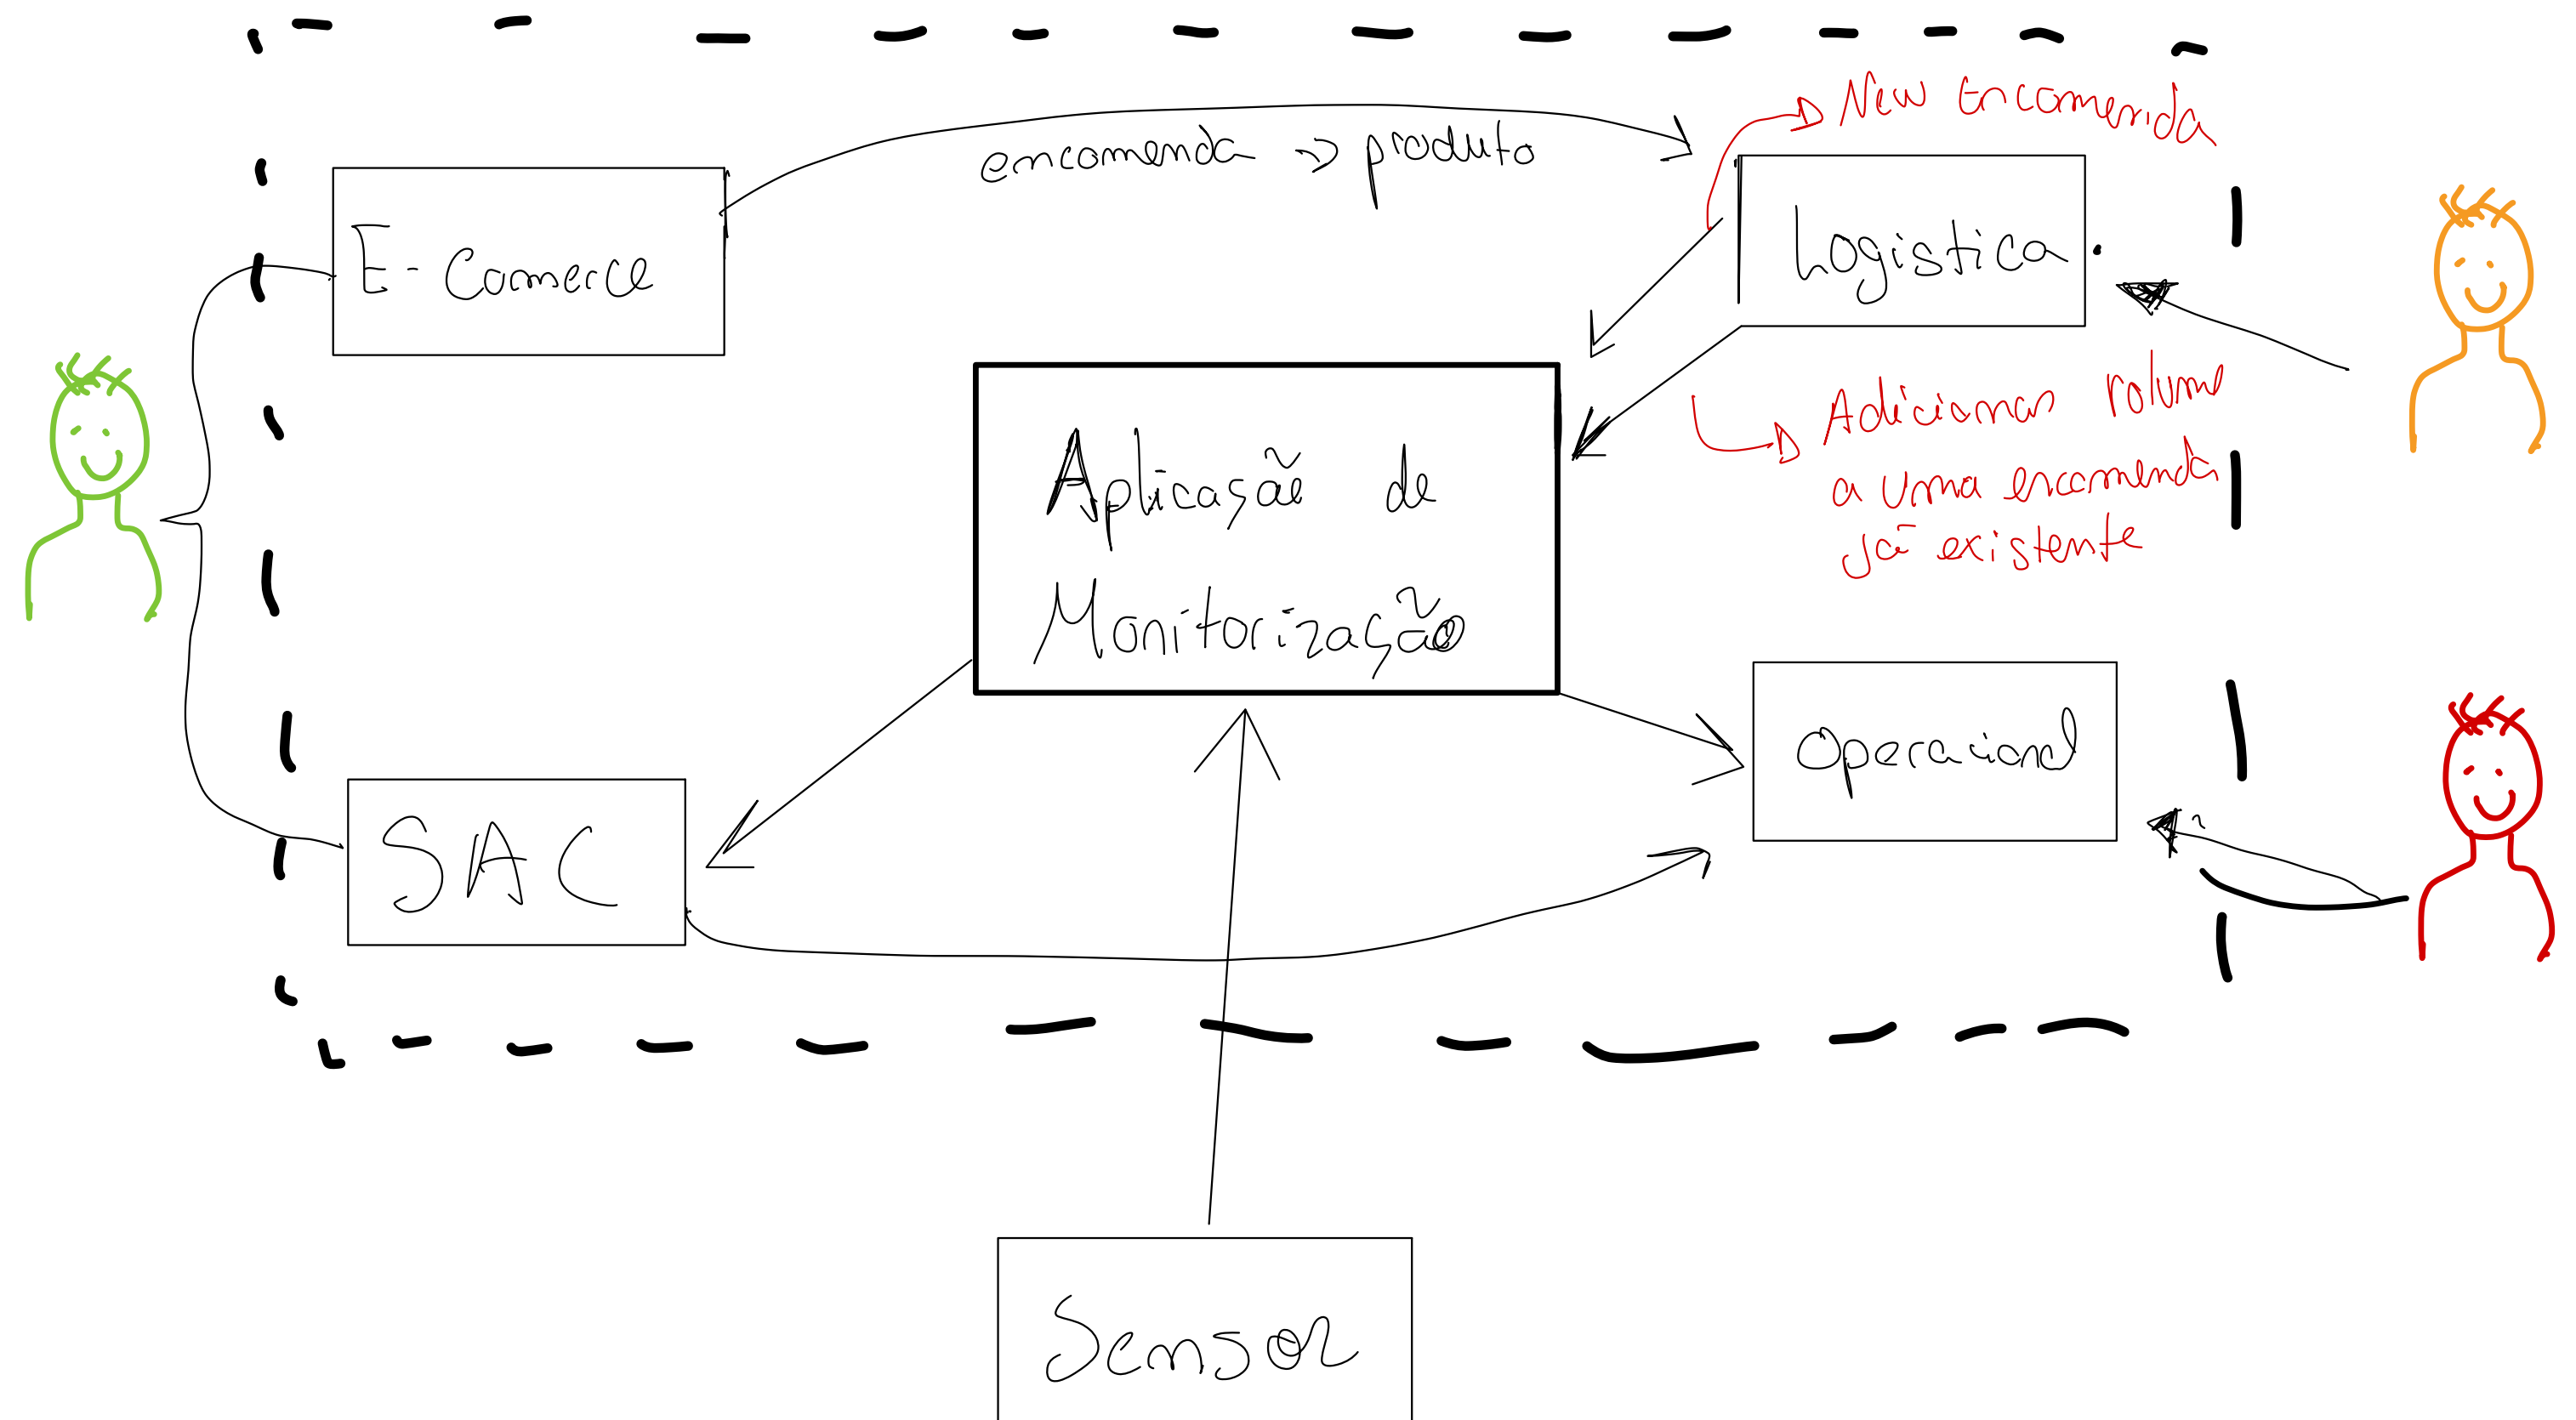 New Encomenda
encomenda -> produto
E-Comerce
Logistica
Adicionar volume
a uma encomenda
já existente
Aplicação de
Monitorização
Operacional
SAC
Sensor